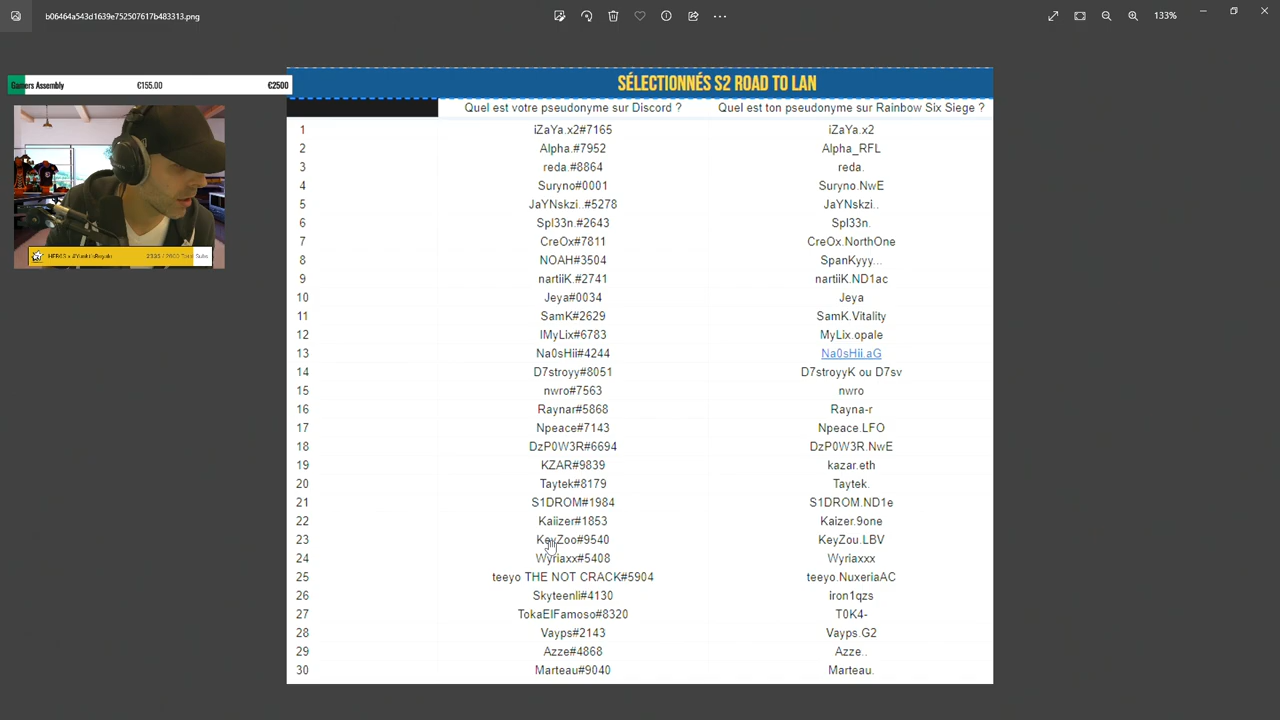 b06464a543d1639e752507617b483313.png
133%
Gamers Assembly €155.00 €2500
SÉLECTIONNÉS S2 ROAD TO LAN
Quel est votre pseudonyme sur Discord ? Quel est ton pseudonyme sur Rainbow Six Siege ?
1 iZaYa.x2#7165 iZaYa.x2
2 Alpha.#7952 Alpha_RFL
3 reda.#8864 reda.
4 Suryno#0001 Suryno.NwE
5 JaYNskzi..#5278 JaYNskzi..
6 Spl33n.#2643 Spl33n.
7 CreOx#7811 CreOx.NorthOne
8 NOAH#3504 SpanKyyy...
9 nartiiK.#2741 nartiiK.ND1ac
10 Jeya#0034 Jeya
11 SamK#2629 SamK.Vitality
12 IMyLix#6783 MyLix.opale
13 Na0sHii#4244 Na0sHii.aG
14 D7stroyy#8051 D7stroyyK ou D7sv
15 nwro#7563 nwro
16 Raynar#5868 Rayna-r
17 Npeace#7143 Npeace.LFO
18 DzP0W3R#6694 DzP0W3R.NwE
19 KZAR#9839 kazar.eth
20 Taytek#8179 Taytek.
21 S1DROM#1984 S1DROM.ND1e
22 Kaiizer#1853 Kaizer.9one
23 KeyZoo#9540 KeyZou.LBV
24 Wyriaxx#5408 Wyriaxxx
25 teeyo THE NOT CRACK#5904 teeyo.NuxeriaAC
26 Skyteenli#4130 iron1qzs
27 TokaElFamoso#8320 T0K4-
28 Vayps#2143 Vayps.G2
29 Azze#4868 Azze..
30 Marteau#9040 Marteau.